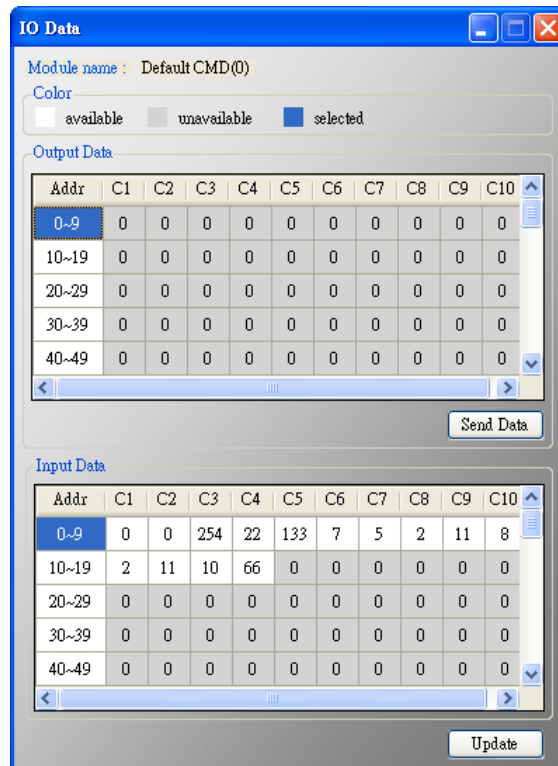 IO Data
Module name : Default CMD(0)
Color
available unavailable selected
Output Data
Addr C1 C2 C3 C4 C5 C6 C7 C8 C9 C10
0~9 0 0 0 0 0 0 0 0 0 0
10~19 0 0 0 0 0 0 0 0 0 0
20~29 0 0 0 0 0 0 0 0 0 0
30~39 0 0 0 0 0 0 0 0 0 0
40~49 0 0 0 0 0 0 0 0 0 0
Send Data
Input Data
Addr C1 C2 C3 C4 C5 C6 C7 C8 C9 C10
0~9 0 0 254 22 133 7 5 2 11 8
10~19 2 11 10 66 0 0 0 0 0 0
20~29 0 0 0 0 0 0 0 0 0 0
30~39 0 0 0 0 0 0 0 0 0 0
40~49 0 0 0 0 0 0 0 0 0 0
Update